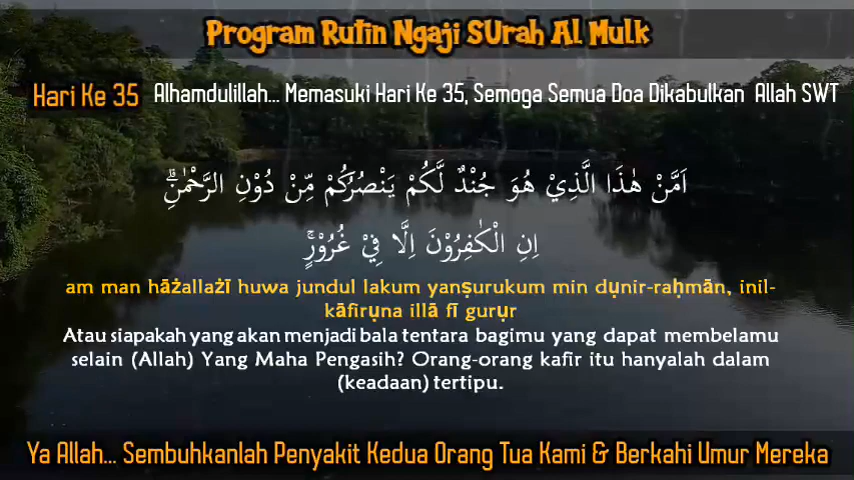 Program Rutin Ngaji SUrah Al Mulk
Hari Ke 35 Alhamdulillah... Memasuki Hari Ke 35, Semoga Semua Doa Dikabulkan Allah SWT
اَمَّنْ هٰذَا الَّذِيْ هُوَ جُنْدٌ لَّكُمْ يَنْصُرُكُمْ مِّنْ دُوْنِ الرَّحْمٰنِۗ
اِنِ الْكٰفِرُوْنَ اِلَّا فِيْ غُرُوْرٍۚ
am man hāżallażī huwa jundul lakum yanṣurukum min dụnir-raḥmān, inil-
kāfirụna illā fī gurụr
Atau siapakah yang akan menjadi bala tentara bagimu yang dapat membelamu
selain (Allah) Yang Maha Pengasih? Orang-orang kafir itu hanyalah dalam
(keadaan) tertipu.
Ya Allah... Sembuhkanlah Penyakit Kedua Orang Tua Kami & Berkahi Umur Mereka